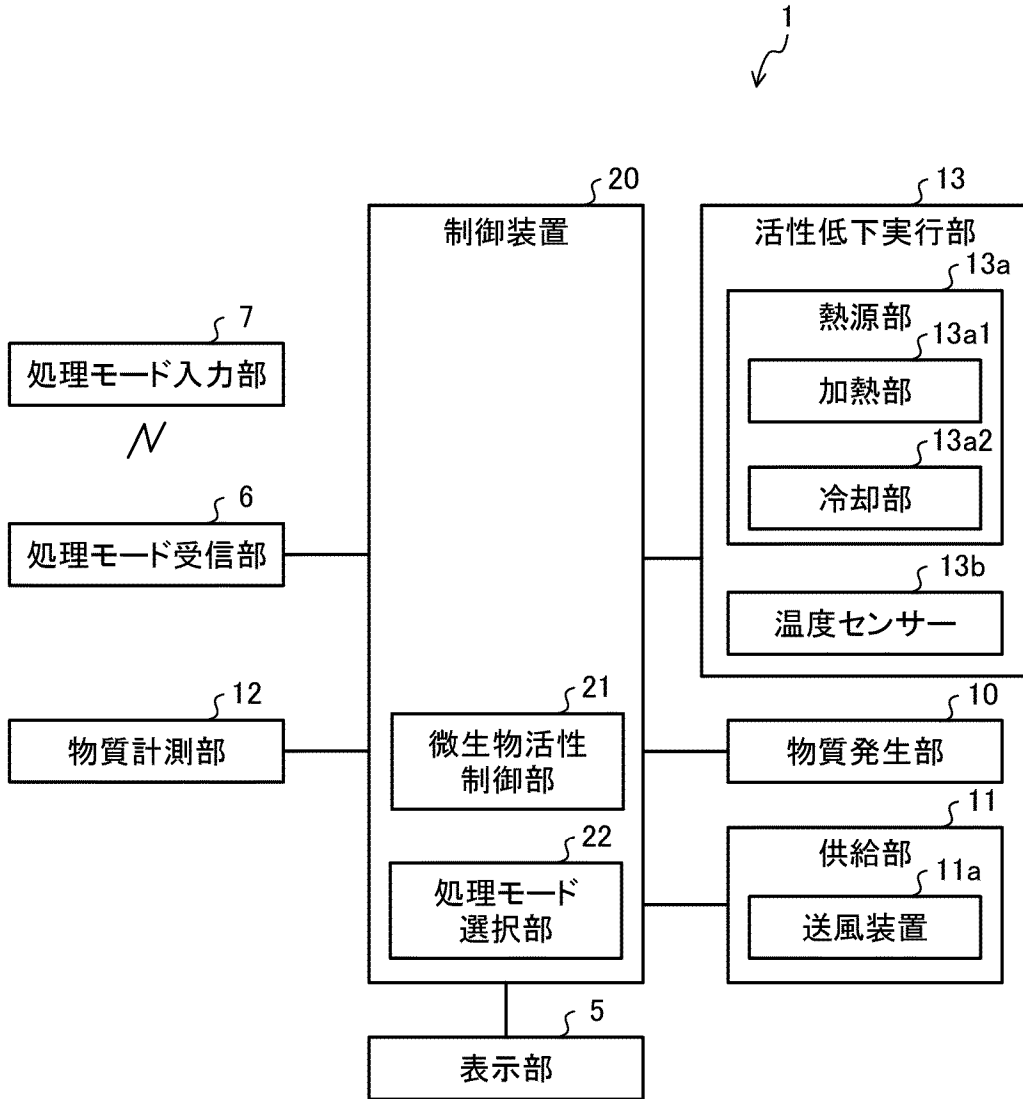 1
20
制御装置
13
活性低下実行部
13a
熱源部
13a1
加熱部
13a2
冷却部
13b
温度センサー
7
処理モード入力部
6
処理モード受信部
12
物質計測部
21
微生物活性
制御部
22
処理モード
選択部
10
物質発生部
11
供給部
11a
送風装置
5
表示部